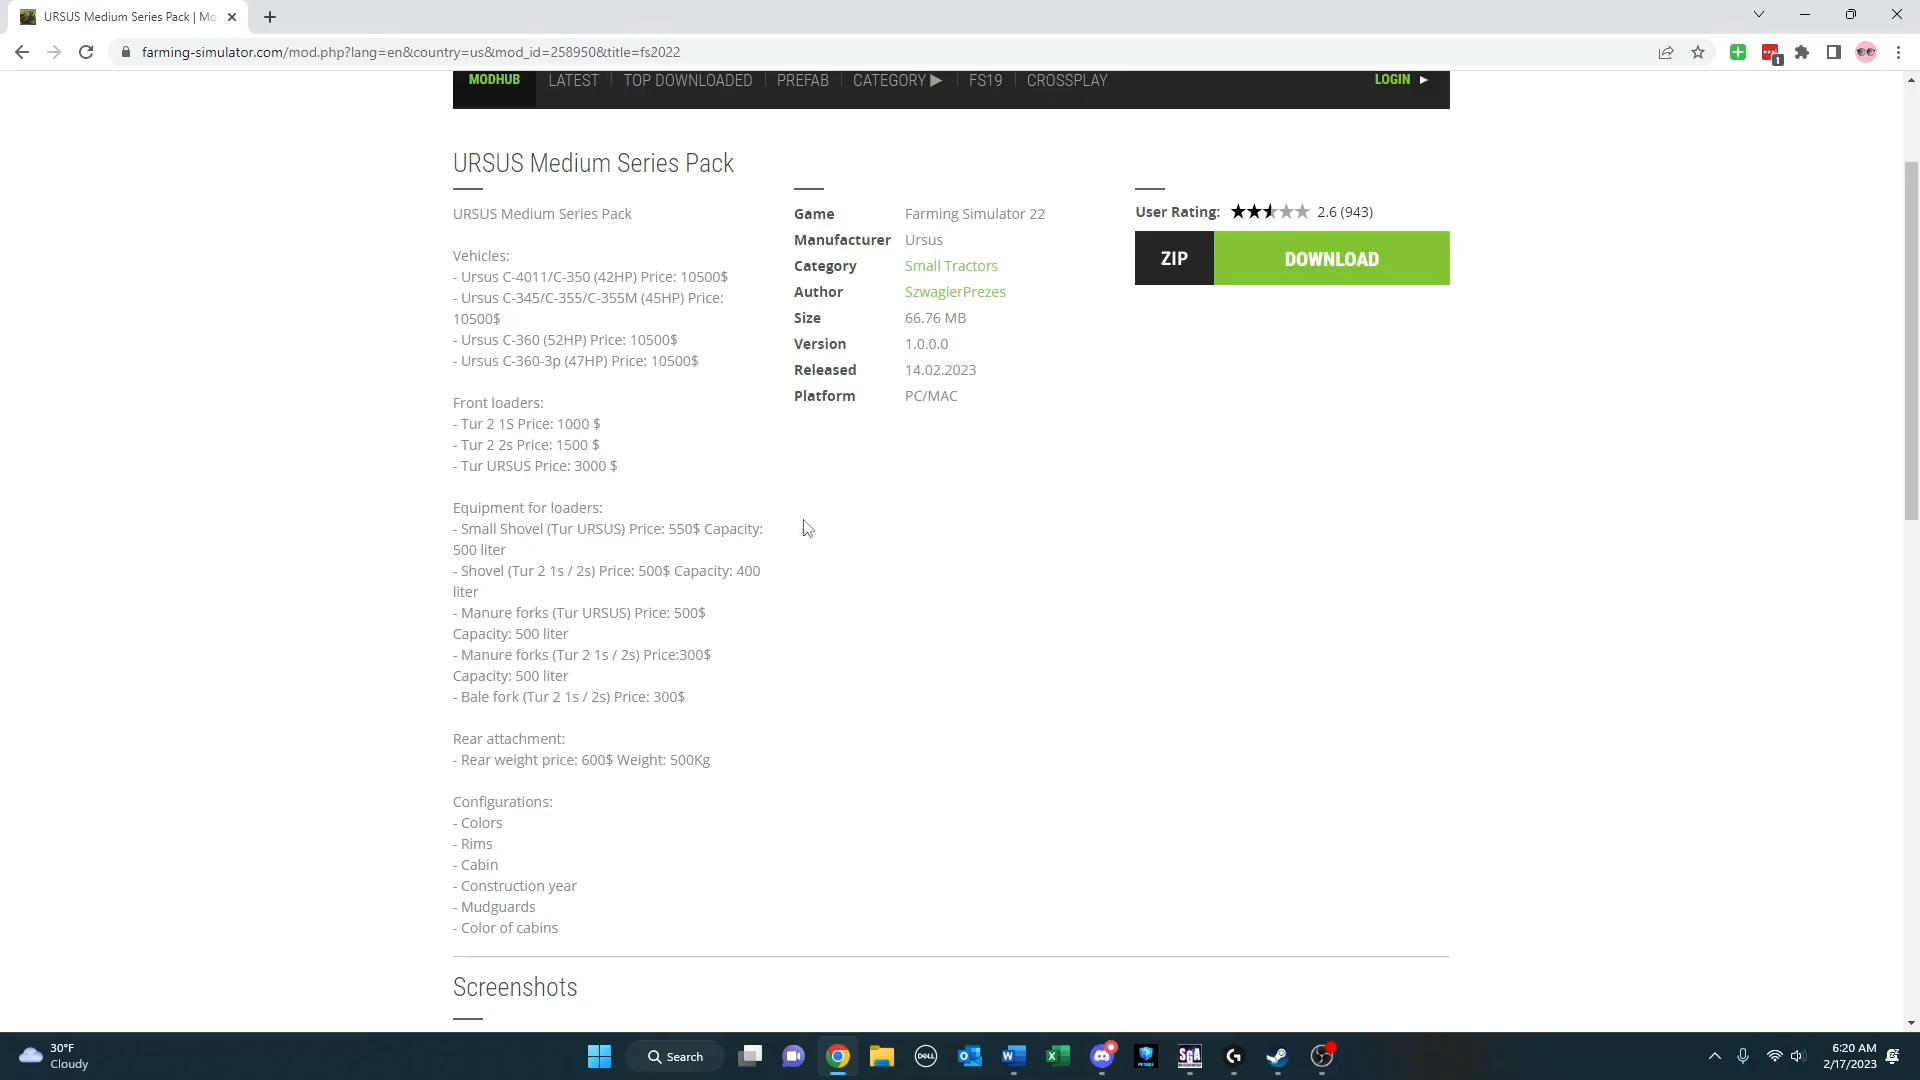 URSUS Medium Series Pack | Mo
farming-simulator.com/mod.php?lang=en&country=us&mod_id=258950&title=fs2022
1
MODHUB LATEST TOP DOWNLOADED PREFAB CATEGORY ▶ FS19 CROSSPLAY LOGIN ▶
URSUS Medium Series Pack
URSUS Medium Series Pack
Vehicles:
- Ursus C-4011/C-350 (42HP) Price: 10500$
- Ursus C-345/C-355/C-355M (45HP) Price:
10500$
- Ursus C-360 (52HP) Price: 10500$
- Ursus C-360-3p (47HP) Price: 10500$
Front loaders:
- Tur 2 1S Price: 1000 $
- Tur 2 2s Price: 1500 $
- Tur URSUS Price: 3000 $
Equipment for loaders:
- Small Shovel (Tur URSUS) Price: 550$ Capacity:
500 liter
- Shovel (Tur 2 1s / 2s) Price: 500$ Capacity: 400
liter
- Manure forks (Tur URSUS) Price: 500$
Capacity: 500 liter
- Manure forks (Tur 2 1s / 2s) Price:300$
Capacity: 500 liter
- Bale fork (Tur 2 1s / 2s) Price: 300$
Rear attachment:
- Rear weight price: 600$ Weight: 500Kg
Configurations:
- Colors
- Rims
- Cabin
- Construction year
- Mudguards
- Color of cabins
Game Farming Simulator 22
Manufacturer Ursus
Category Small Tractors
Author SzwagierPrezes
Size 66.76 MB
Version 1.0.0.0
Released 14.02.2023
Platform PC/MAC
User Rating: 2.6 (943)
ZIP DOWNLOAD
Screenshots
30°F
Cloudy
Search
DELL
SGA
6:20 AM
2/17/2023